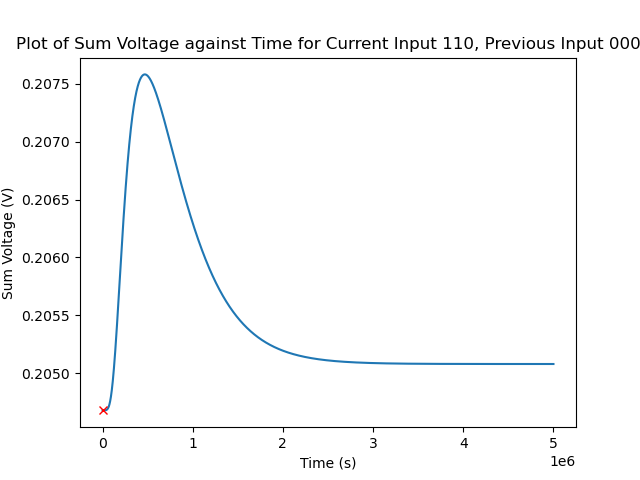 Plot of Sum Voltage against Time for Current Input 110, Previous Input 000
0.2075
0.2070
0.2065
0.2060
0.2055
0.2050
Sum Voltage (V)
0 1 2 3 4 5
1e6
Time (s)